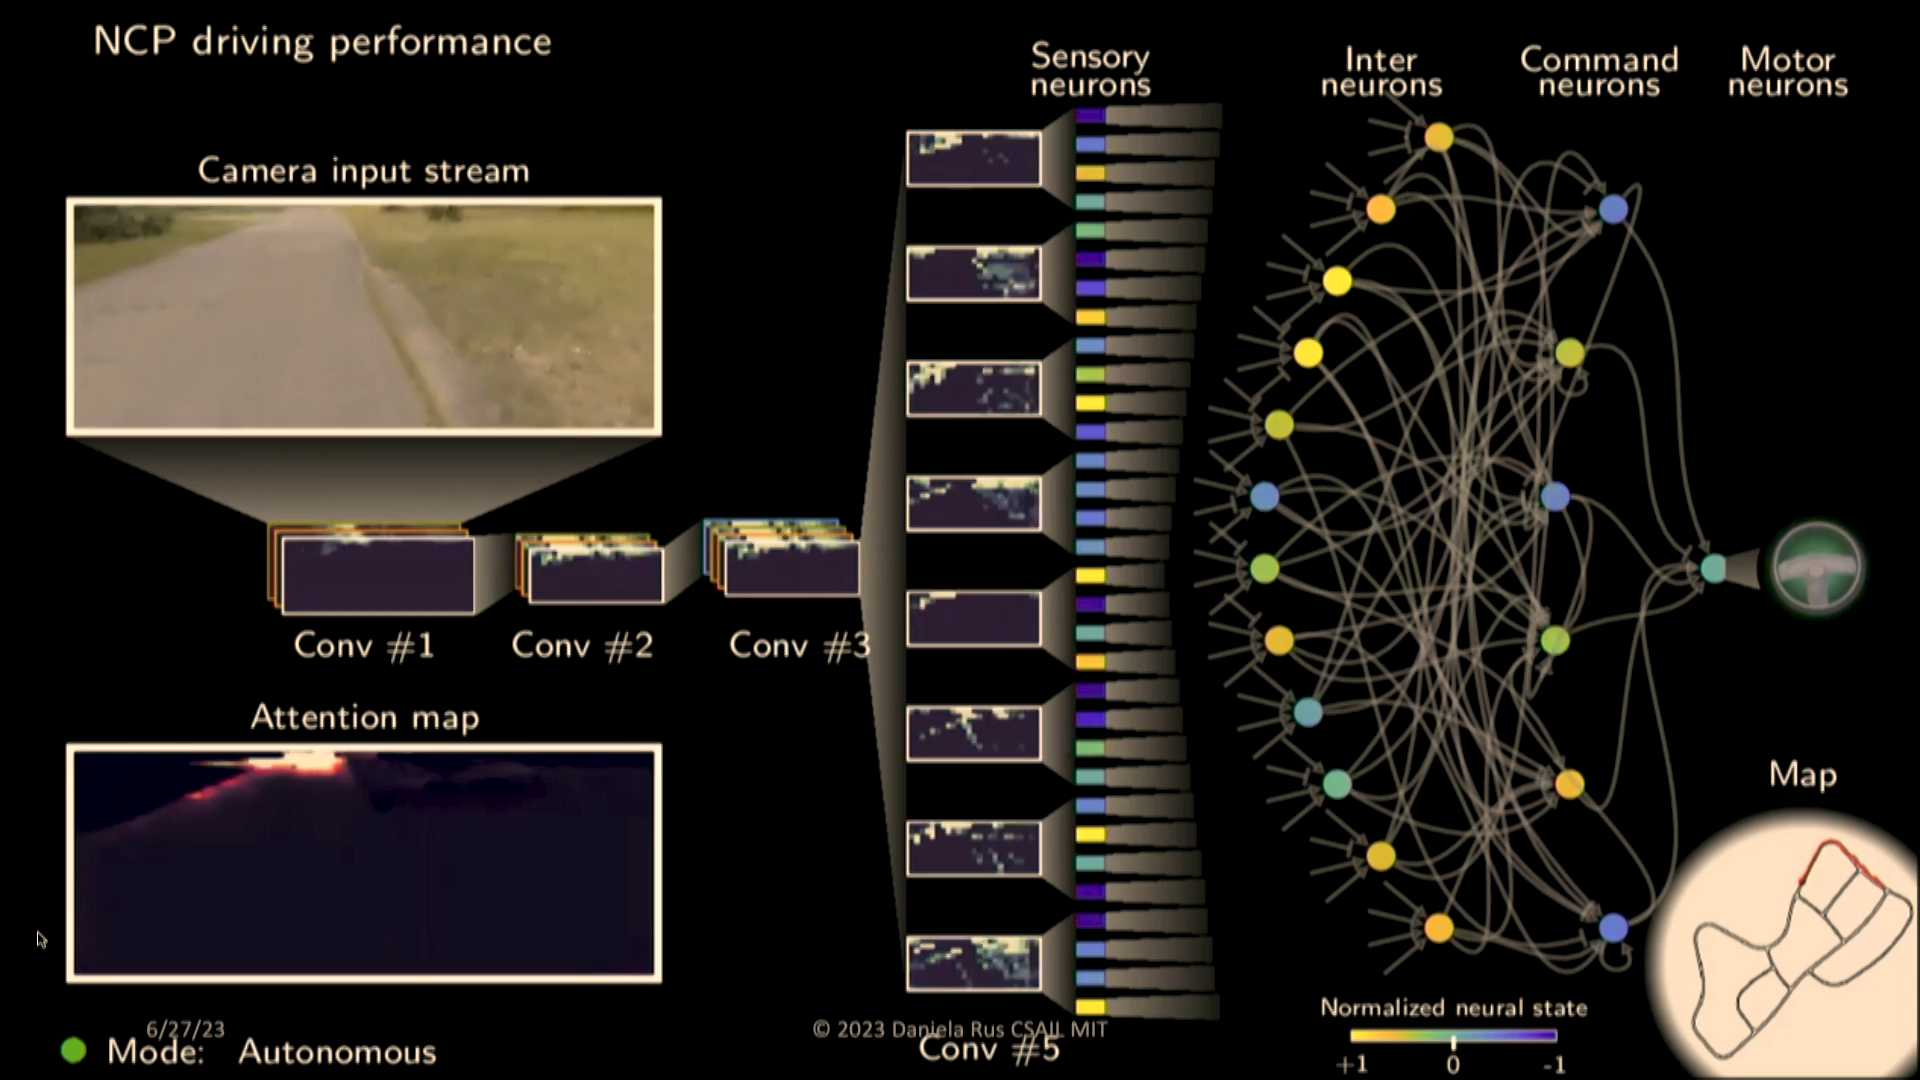 NCP driving performance
Sensory
neurons
Inter
neurons
Command
neurons
Motor
neurons
Camera input stream
Conv #1
Conv #2
Conv #3
Attention map
Map
Normalized neural state
+1
0
-1
6/27/23
© 2023 Daniela Rus CSAIL MIT
Mode: Autonomous
Conv #5